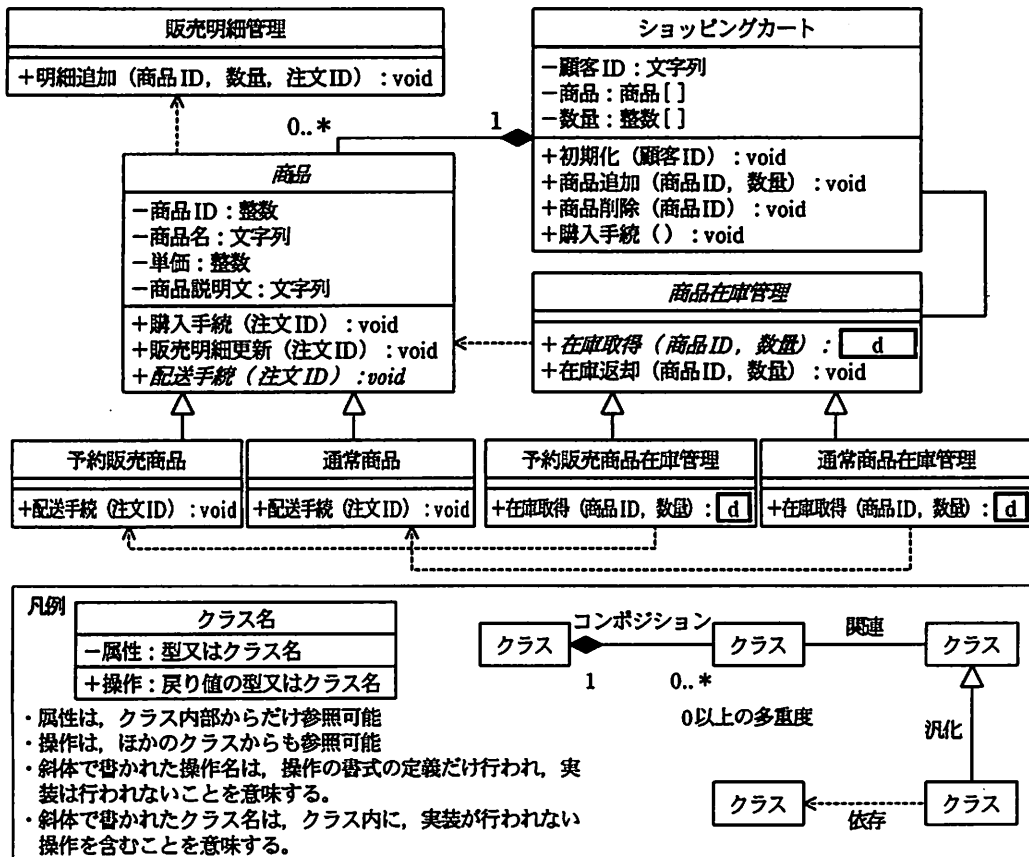 販売明細管理
+明細追加（商品ID，数量，注文ID）：void
ショッピングカート
−顧客ID：文字列
−商品：商品[]
−数量：整数[]
+初期化（顧客ID）：void
+商品追加（商品ID，数量）：void
+商品削除（商品ID）：void
+購入手続（）：void
0..*
1
商品
−商品ID：整数
−商品名：文字列
−単価：整数
−商品説明文：文字列
+購入手続（注文ID）：void
+販売明細更新（注文ID）：void
+配送手続（注文ID）：void
商品在庫管理
+在庫取得（商品ID，数量）：d
+在庫返却（商品ID，数量）：void
予約販売商品
+配送手続（注文ID）：void
通常商品
+配送手続（注文ID）：void
予約販売商品在庫管理
+在庫取得（商品ID，数量）：d
通常商品在庫管理
+在庫取得（商品ID，数量）：d
凡例
クラス名
−属性：型又はクラス名
+操作：戻り値の型又はクラス名
・属性は，クラス内部からだけ参照可能
・操作は，ほかのクラスからも参照可能
・斜体で書かれた操作名は，操作の書式の定義だけ行われ，実
装は行われないことを意味する。
・斜体で書かれたクラス名は，クラス内に，実装が行われない
操作を含むことを意味する。
クラス
コンポジション
クラス
関連
クラス
1
0..*
0以上の多重度
汎化
クラス
依存
クラス